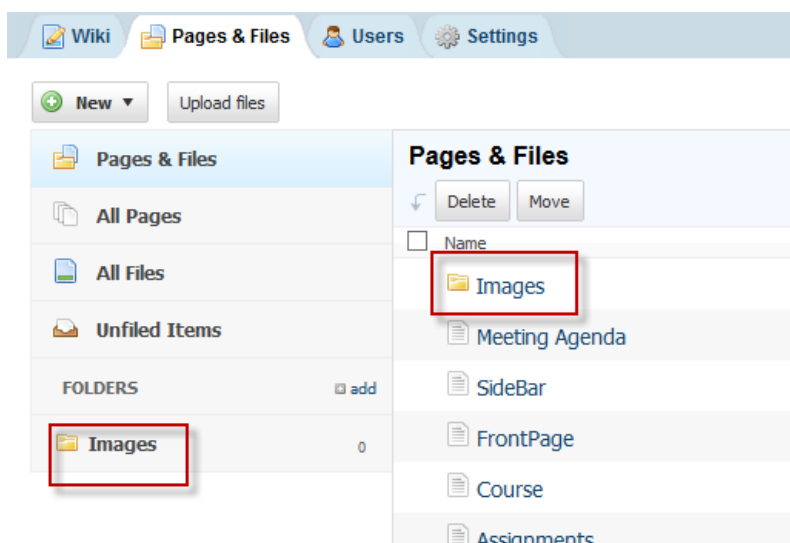 Wiki Pages & Files Users Settings
New Upload files
Pages & Files
All Pages
All Files
Unfiled Items
FOLDERS add
Images 0
Pages & Files
Delete Move
Name
Images
Meeting Agenda
SideBar
FrontPage
Course
Assignments